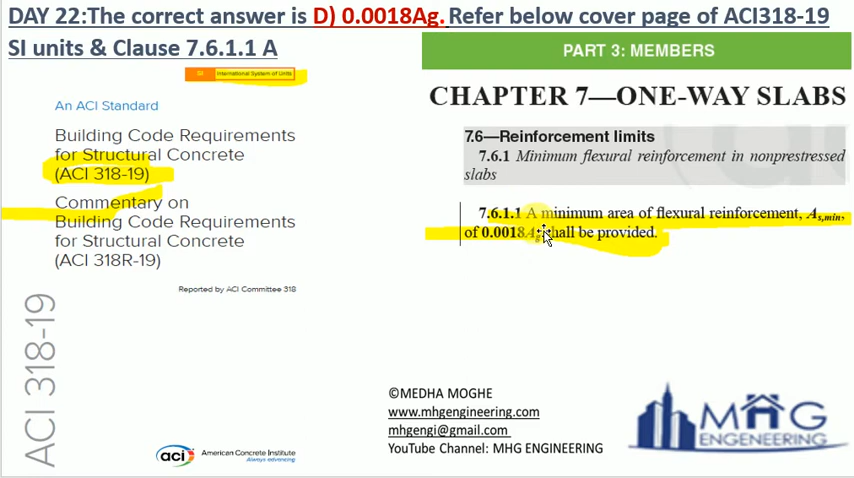 DAY 22:The correct answer is D) 0.0018Ag. Refer below cover page of ACI318-19
SI units & Clause 7.6.1.1 A
SI International System of Units
An ACI Standard
Building Code Requirements
for Structural Concrete
(ACI 318-19)
Commentary on
Building Code Requirements
for Structural Concrete
(ACI 318R-19)
Reported by ACI Committee 318
ACI 318-19
aci American Concrete Institute
Always advancing
PART 3: MEMBERS
CHAPTER 7—ONE-WAY SLABS
7.6—Reinforcement limits
7.6.1 Minimum flexural reinforcement in nonprestressed
slabs
7.6.1.1 A minimum area of flexural reinforcement, As,min,
of 0.0018Ag shall be provided.
©MEDHA MOGHE
www.mhgengineering.com
mhgengi@gmail.com
YouTube Channel: MHG ENGINEERING
MHG
ENGENEERING